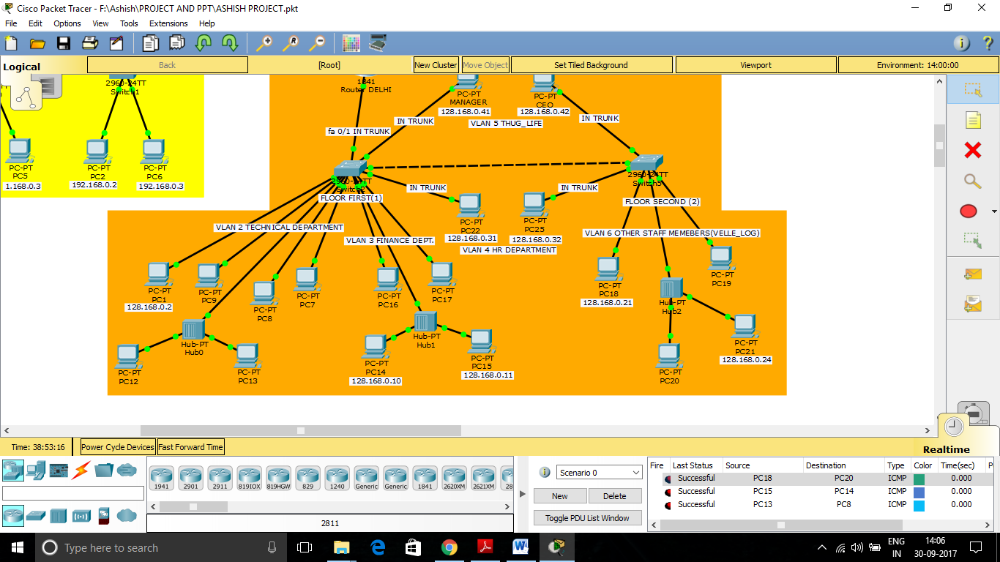 Cisco Packet Tracer - F:\Ashish\PROJECT AND PPT\ASHISH PROJECT.pkt
File Edit Options View Tools Extensions Help
Logical Back [Root] New Cluster Move Object Set Tiled Background Viewport Environment: 14:00:00
2960-24TT
Switch1
PC-PT
PC5
1.168.0.3
PC-PT
PC2
192.168.0.2
PC-PT
PC6
192.168.0.3
1841
Router DELHI
PC-PT
MANAGER
128.168.0.41
PC-PT
CEO
128.168.0.42
IN TRUNK
VLAN 5 THUG_LIFE
IN TRUNK
fa 0/1 IN TRUNK
2960-24TT
FLOOR FIRST(1)
IN TRUNK
IN TRUNK
2960-24TT
FLOOR SECOND (2)
PC-PT
PC22
128.168.0.31
PC-PT
PC25
128.168.0.32
VLAN 4 HR DEPARTMENT
VLAN 2 TECHNICAL DEPARTMENT
VLAN 3 FINANCE DEPT.
VLAN 6 OTHER STAFF MEMEBERS(VELLE_LOG)
PC-PT
PC1
128.168.0.2
PC-PT
PC9
PC-PT
PC8
PC-PT
PC7
PC-PT
PC16
PC-PT
PC17
PC-PT
PC18
128.168.0.21
Hub-PT
Hub2
PC-PT
PC19
Hub-PT
Hub0
PC-PT
PC12
PC-PT
PC13
Hub-PT
Hub1
PC-PT
PC14
128.168.0.10
PC-PT
PC15
128.168.0.11
PC-PT
PC20
PC-PT
PC21
128.168.0.24
Time: 38:53:16 Power Cycle Devices Fast Forward Time Realtime
1941 2901 2911 819IOX 819HGW 829 1240 Generic Generic 1841 2620XM 2621XM 28
2811
Scenario 0
New Delete
Toggle PDU List Window
Fire Last Status Source Destination Type Color Time(sec) P
Successful PC18 PC20 ICMP 0.000
Successful PC15 PC14 ICMP 0.000
Successful PC13 PC8 ICMP 0.000
Type here to search
ENG
IN
14:06
30-09-2017